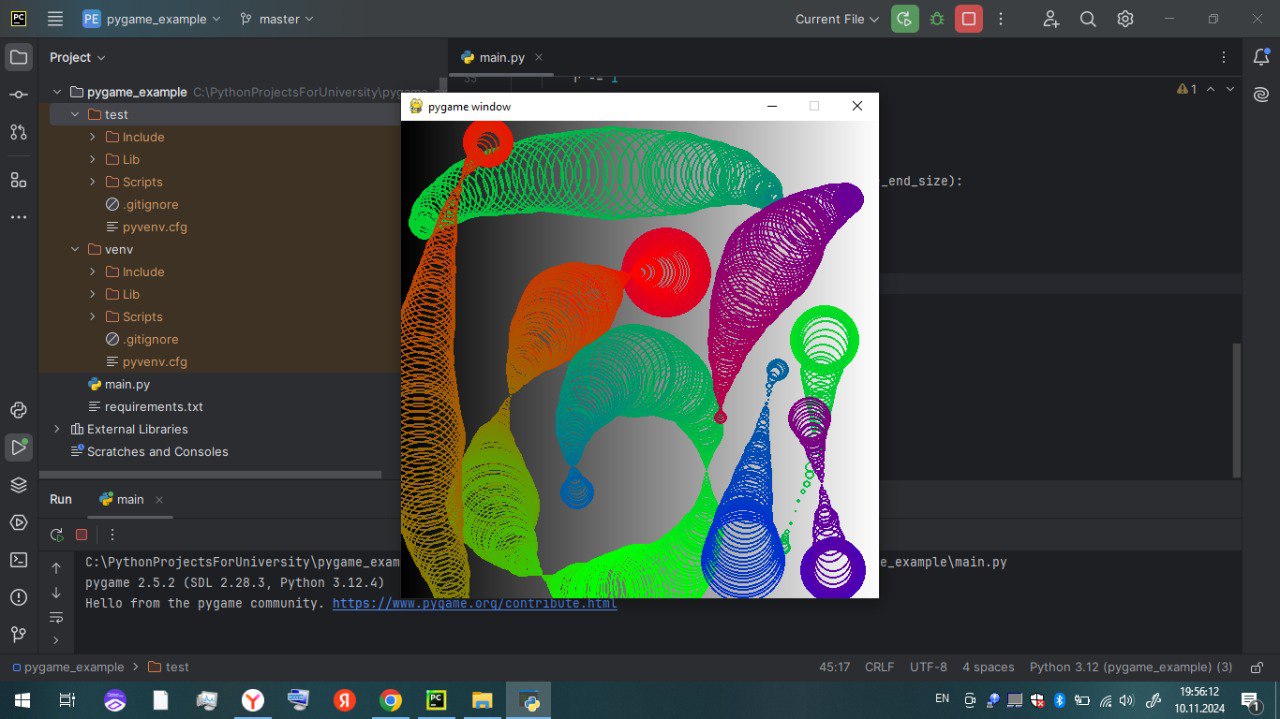 PC
PE pygame_example
master
Current File
Project
main.py
35
r -= 1
1
pygame_example C:\PythonProjectsForUniversity\pygame_e
pygame window
test
Include
Lib
_end_size):
Scripts
.gitignore
pyvenv.cfg
venv
Include
Lib
Scripts
.gitignore
pyvenv.cfg
main.py
requirements.txt
External Libraries
Scratches and Consoles
Run
main
C:\PythonProjectsForUniversity\pygame_exam e_example\main.py
pygame 2.5.2 (SDL 2.28.3, Python 3.12.4)
Hello from the pygame community. https://www.pygame.org/contribute.html
pygame_example
test
45:17 CRLF UTF-8 4 spaces Python 3.12 (pygame_example) (3)
EN
19:56:12
10.11.2024